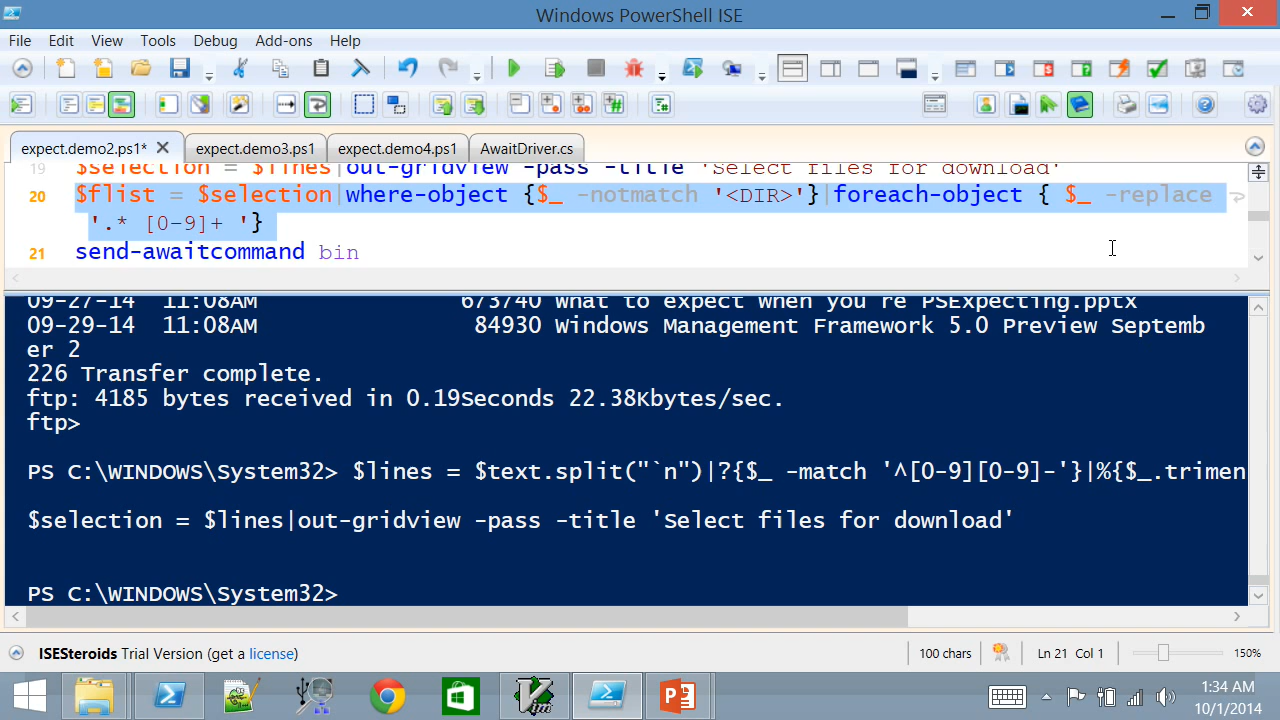 Windows PowerShell ISE
File Edit View Tools Debug Add-ons Help
expect.demo2.ps1* expect.demo3.ps1 expect.demo4.ps1 AwaitDriver.cs
19 $selection = $lines|out-gridview -pass -title 'Select files for download'
20 $flist = $selection|where-object {$_ -notmatch '<DIR>'}|foreach-object { $_ -replace
'.* [0-9]+ '}
21 send-awaitcommand bin
09-27-14 11:08AM 673740 What to expect When you re PSExpecting.pptx
09-29-14 11:08AM 84930 Windows Management Framework 5.0 Preview Septemb
er 2
226 Transfer complete.
ftp: 4185 bytes received in 0.19Seconds 22.38Kbytes/sec.
ftp>
PS C:\WINDOWS\System32> $lines = $text.split("`n")|?{$_ -match '^[0-9][0-9]-'}|%{$_.trimen
$selection = $lines|out-gridview -pass -title 'Select files for download'
PS C:\WINDOWS\System32>
ISESteroids Trial Version (get a license) 100 chars Ln 21 Col 1 150%
1:34 AM
10/1/2014